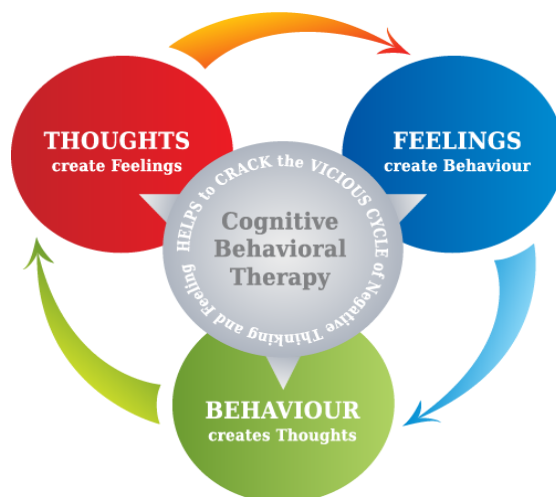 THOUGHTS
create Feelings
FEELINGS
create Behaviour
HELPS to CRACK the VICIOUS CYCLE of Negative Thinking and Feeling
Cognitive
Behavioral
Therapy
BEHAVIOUR
creates Thoughts